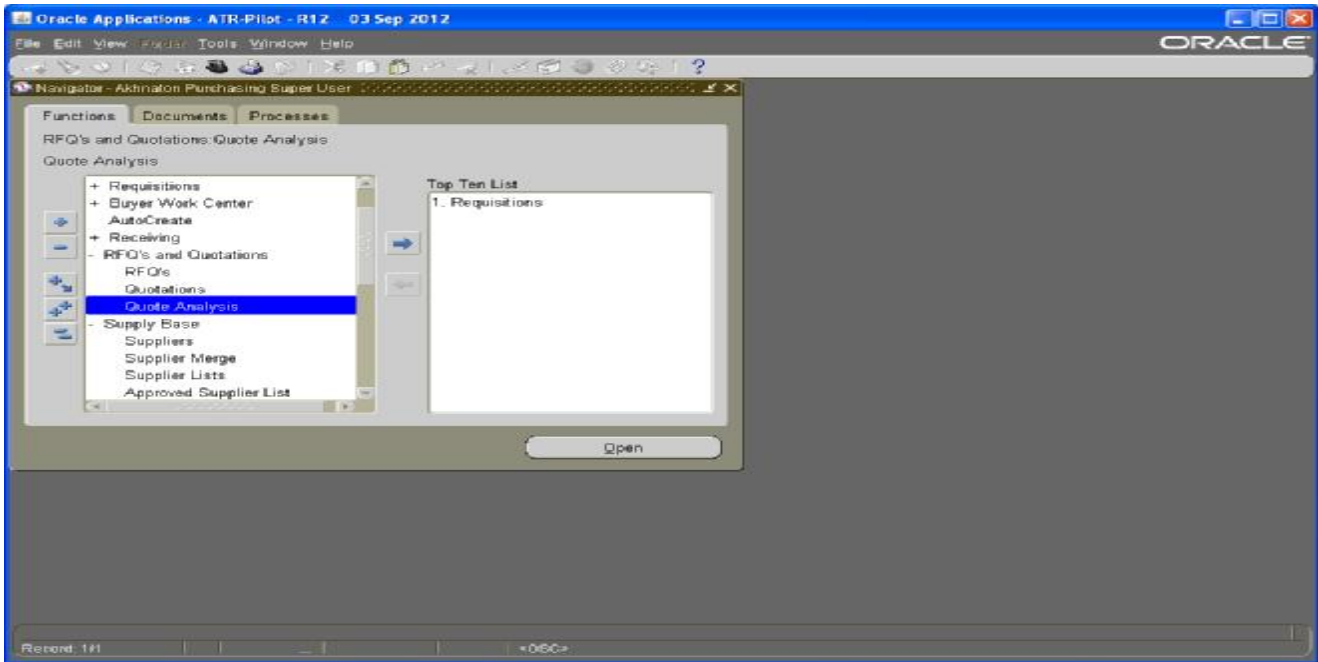 Oracle Applications - ATR-Pilot - R12 03 Sep 2012
File Edit View Folder Tools Window Help
ORACLE
Navigator - Akhnaton Purchasing Super User
Functions Documents Processes
RFQ's and Quotations:Quote Analysis
Quote Analysis
+ Requisitions
+ Buyer Work Center
AutoCreate
+ Receiving
- RFQ's and Quotations
RFQ's
Quotations
Quote Analysis
- Supply Base
Suppliers
Supplier Merge
Supplier Lists
Approved Supplier List
Top Ten List
1. Requisitions
Open
Record: 1/1
<OSC>